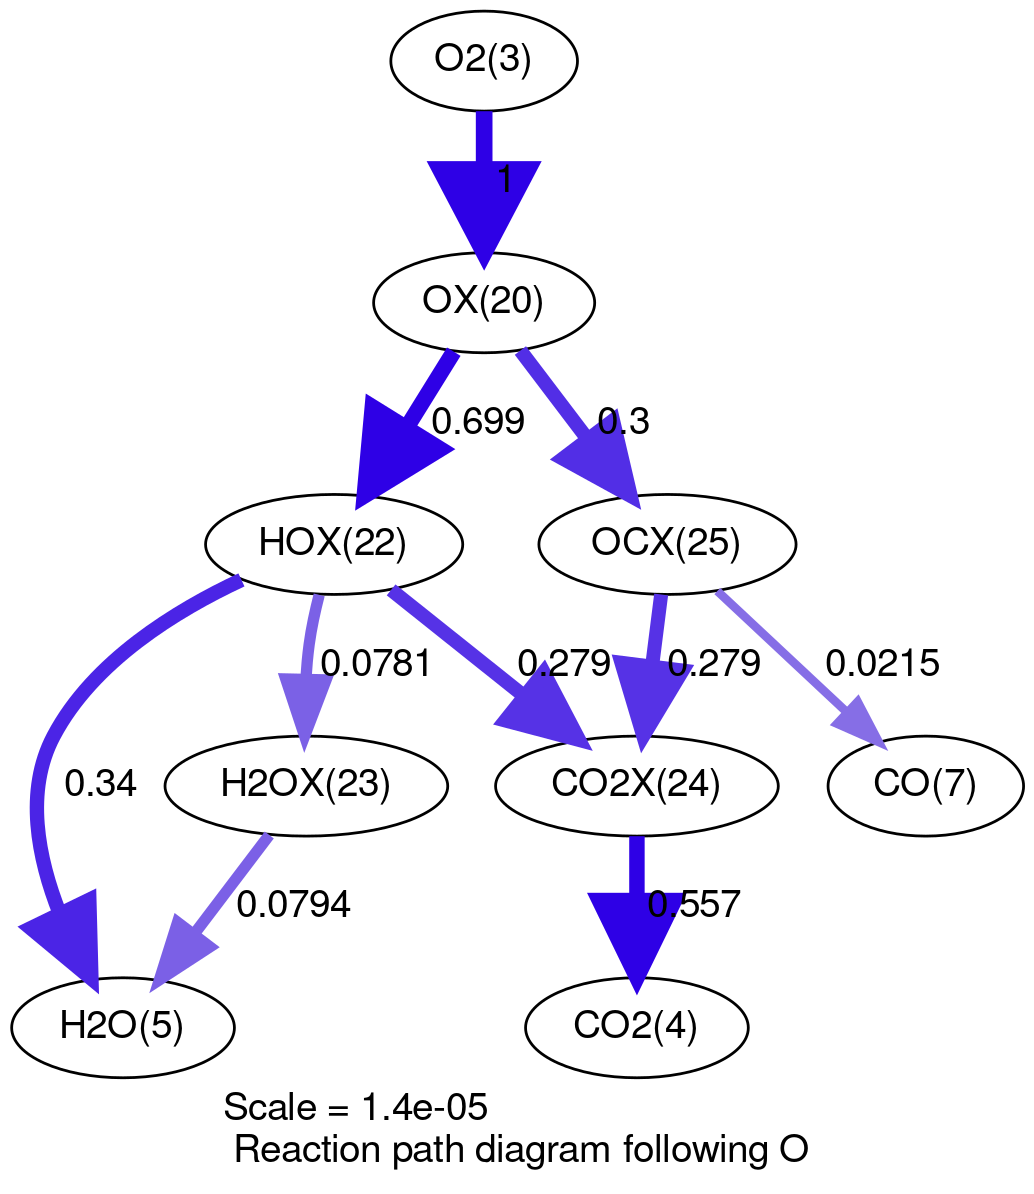 O2(3)
1
OX(20)
0.699
0.3
HOX(22)
OCX(25)
0.0781
0.279
0.279
0.0215
0.34
H2OX(23)
CO2X(24)
CO(7)
0.0794
0.557
H2O(5)
CO2(4)
Scale = 1.4e-05
Reaction path diagram following O